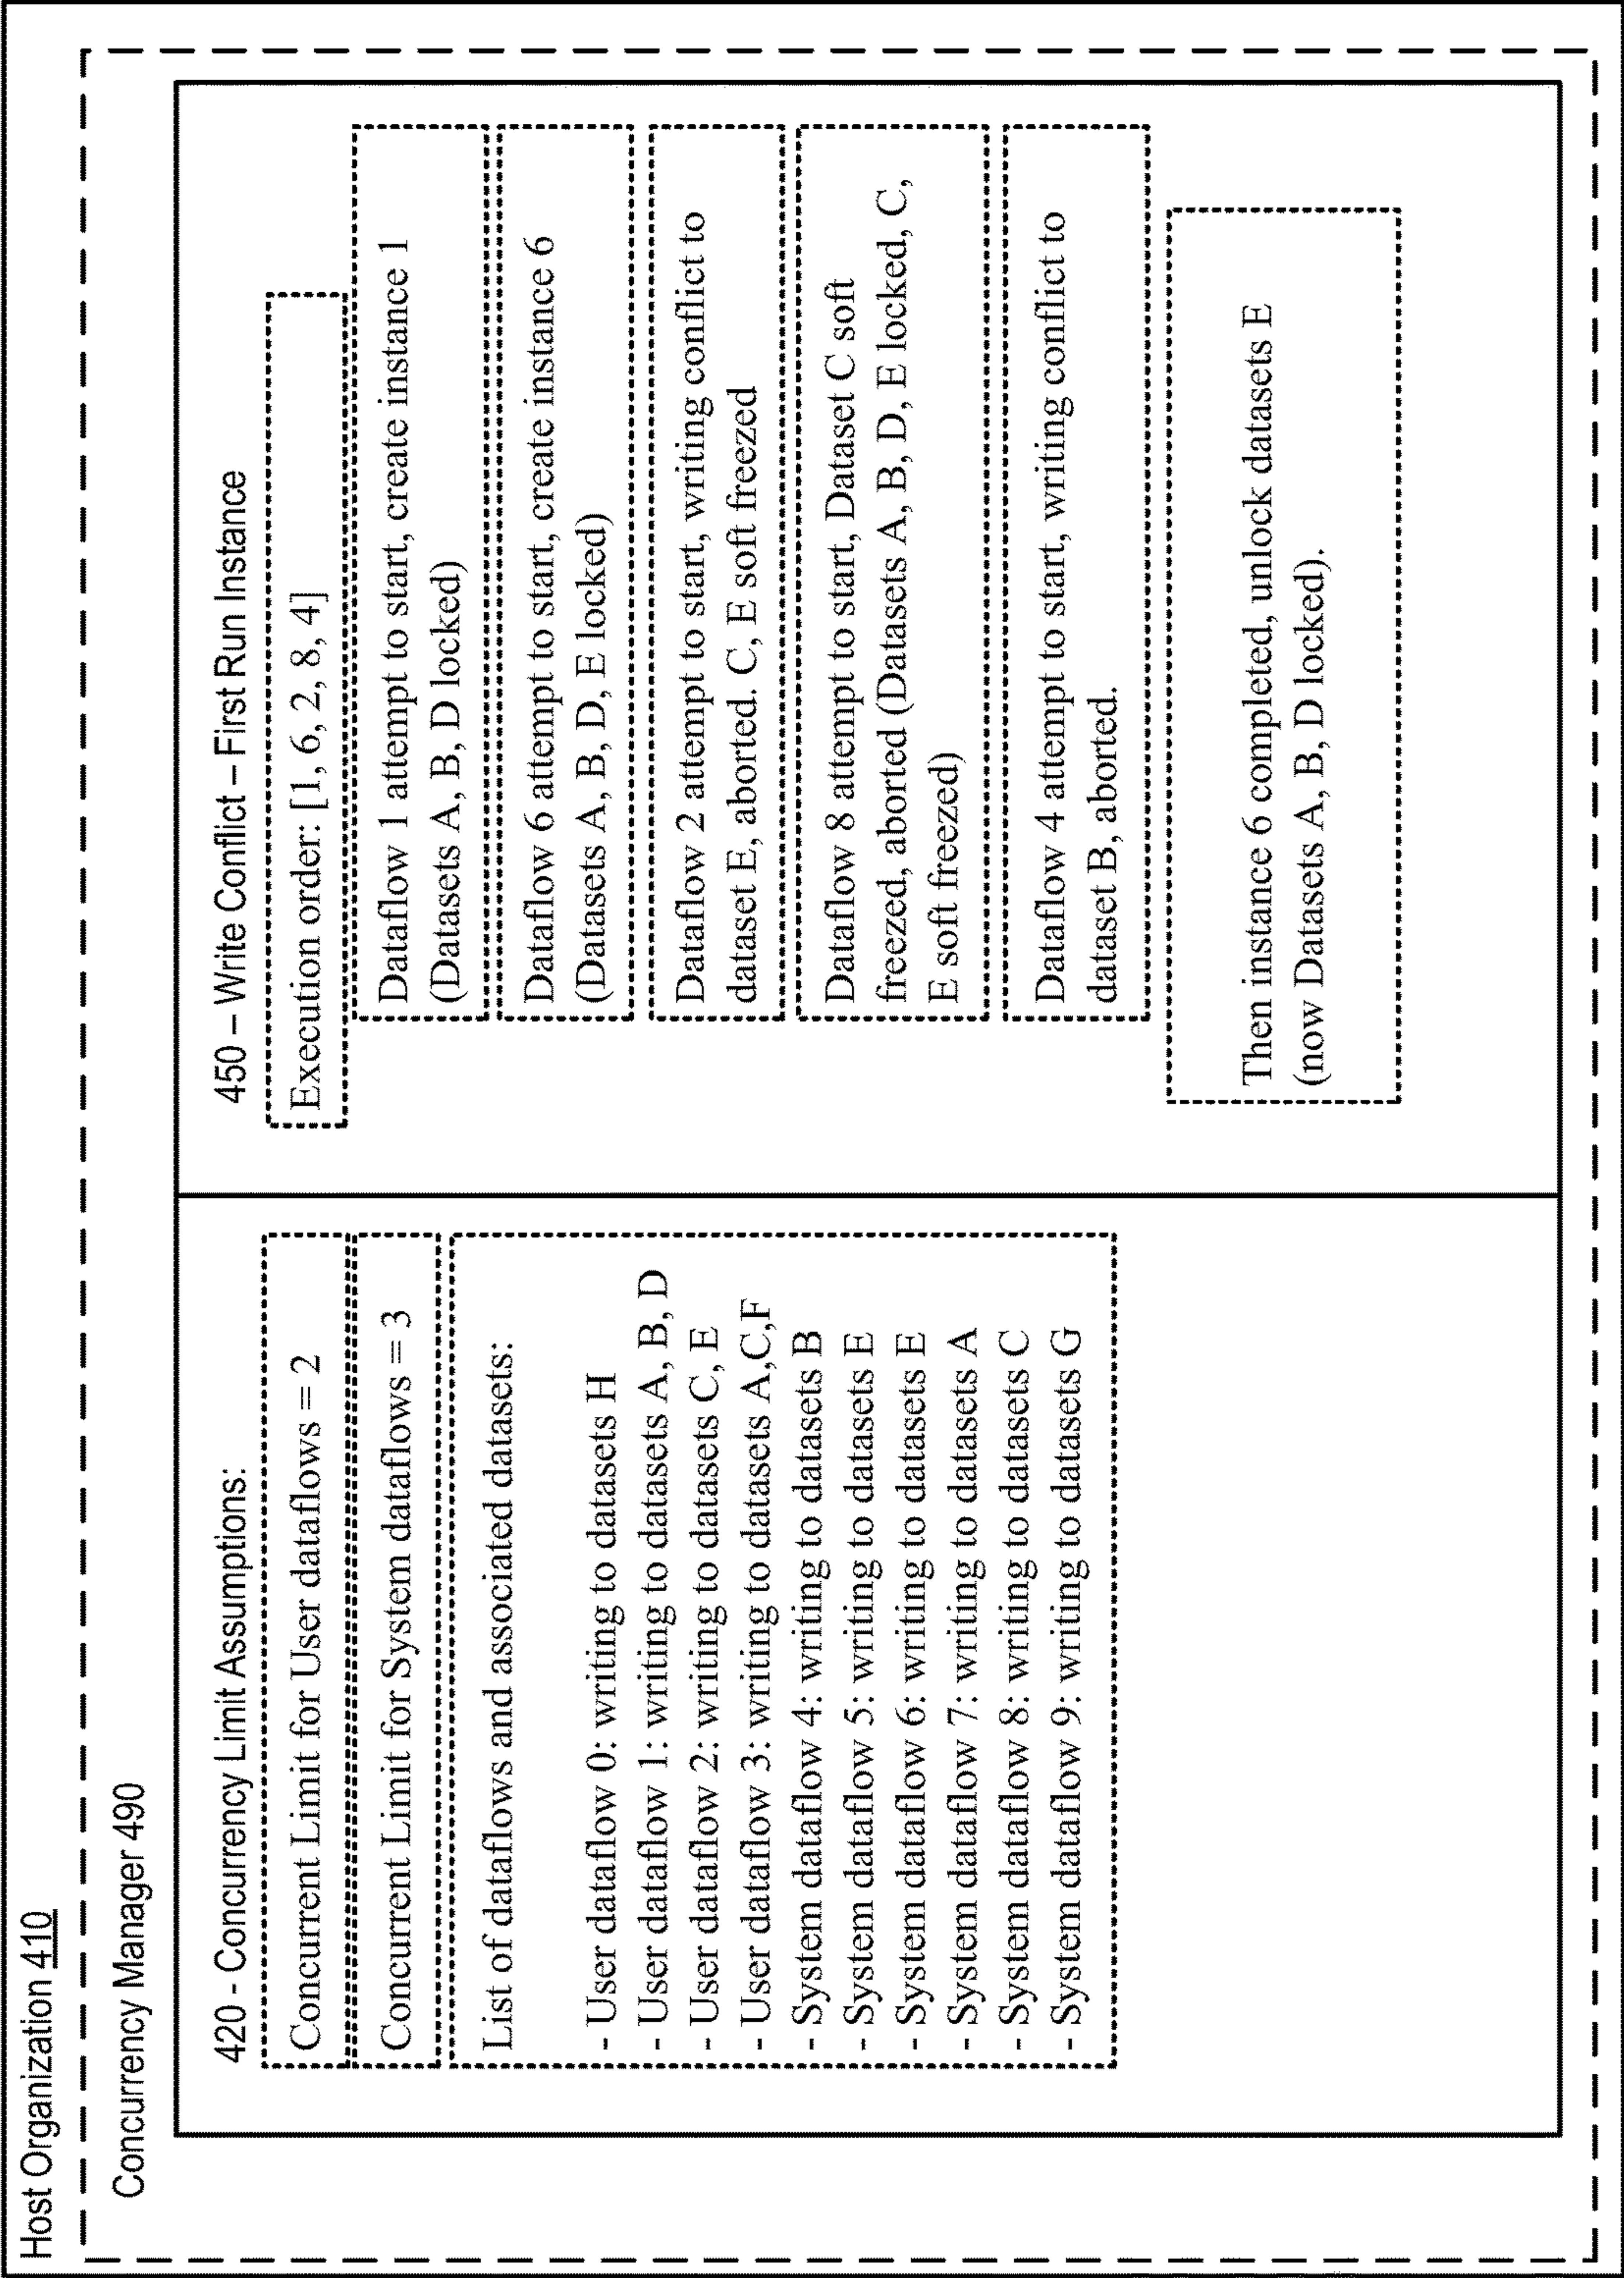 Host Organization 410
Concurrency Manager 490
420 - Concurrency Limit Assumptions:
Concurrent Limit for User dataflows = 2
Concurrent Limit for System dataflows = 3
List of dataflows and associated datasets:
- User dataflow 0: writing to datasets H
- User dataflow 1: writing to datasets A, B, D
- User dataflow 2: writing to datasets C, E
- User dataflow 3: writing to datasets A,C,F
- System dataflow 4: writing to datasets B
- System dataflow 5: writing to datasets E
- System dataflow 6: writing to datasets E
- System dataflow 7: writing to datasets A
- System dataflow 8: writing to datasets C
- System dataflow 9: writing to datasets G
450 – Write Conflict – First Run Instance
Execution order: [1, 6, 2, 8, 4]
Dataflow 1 attempt to start, create instance 1
(Datasets A, B, D locked)
Dataflow 6 attempt to start, create instance 6
(Datasets A, B, D, E locked)
Dataflow 2 attempt to start, writing conflict to
dataset E, aborted. C, E soft freezed
Dataflow 8 attempt to start, Dataset C soft
freezed, aborted (Datasets A, B, D, E locked, C,
E soft freezed)
Dataflow 4 attempt to start, writing conflict to
dataset B, aborted.
Then instance 6 completed, unlock datasets E
(now Datasets A, B, D locked).